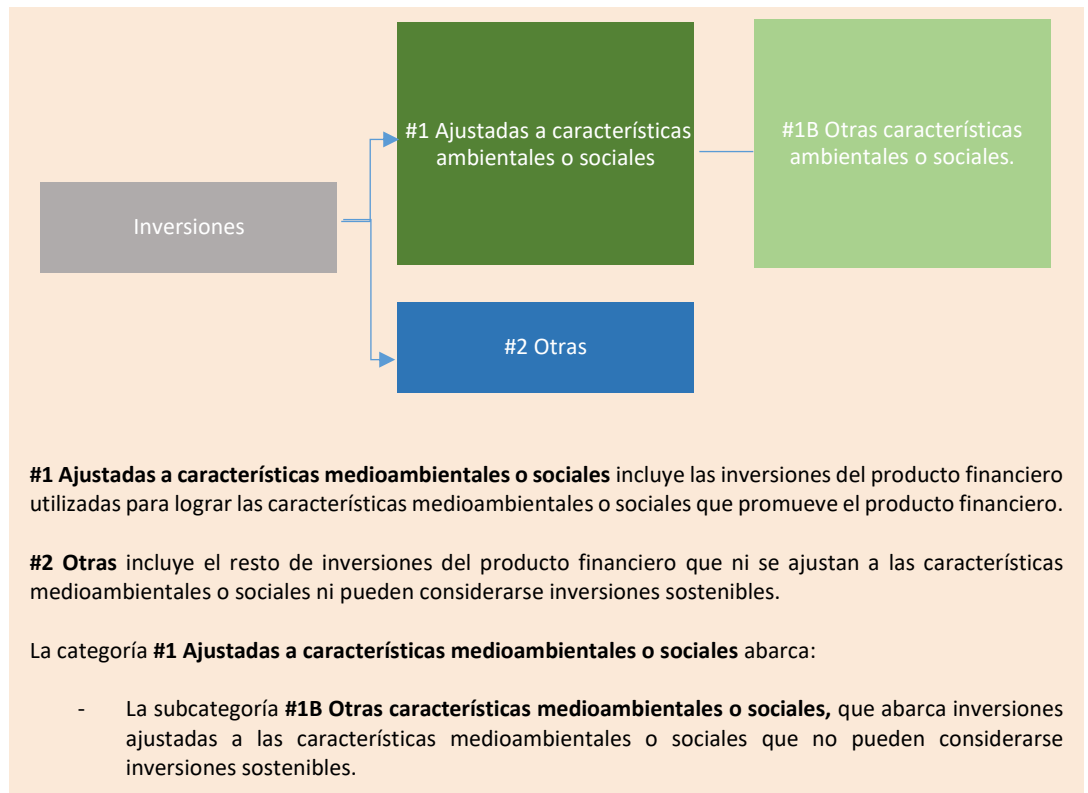 #1 Ajustadas a características
ambientales o sociales
#1B Otras características
ambientales o sociales.
Inversiones
#2 Otras
#1 Ajustadas a características medioambientales o sociales incluye las inversiones del producto financiero
utilizadas para lograr las características medioambientales o sociales que promueve el producto financiero.
#2 Otras incluye el resto de inversiones del producto financiero que ni se ajustan a las características
medioambientales o sociales ni pueden considerarse inversiones sostenibles.
La categoría #1 Ajustadas a características medioambientales o sociales abarca:
- La subcategoría #1B Otras características medioambientales o sociales, que abarca inversiones
ajustadas a las características medioambientales o sociales que no pueden considerarse
inversiones sostenibles.